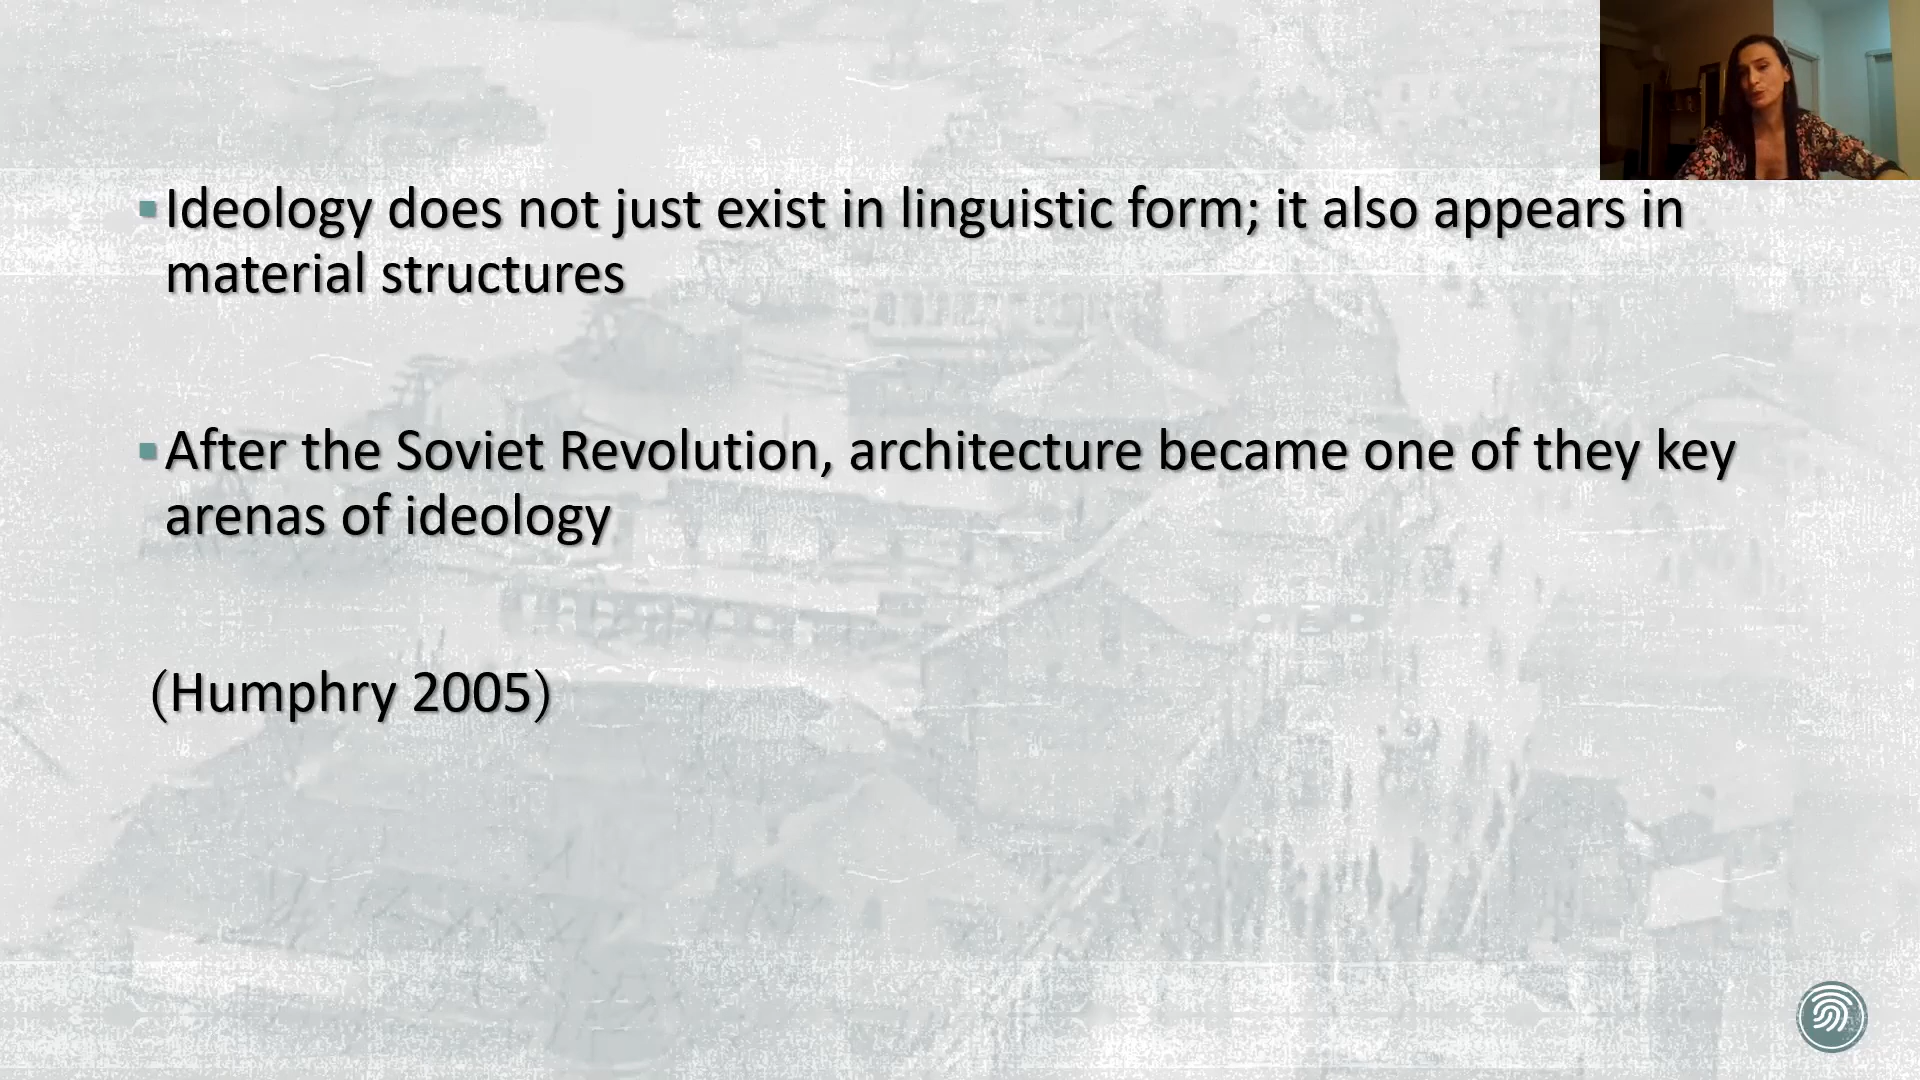 Ideology does not just exist in linguistic form; it also appears in
material structures
After the Soviet Revolution, architecture became one of they key
arenas of ideology
(Humphry 2005)